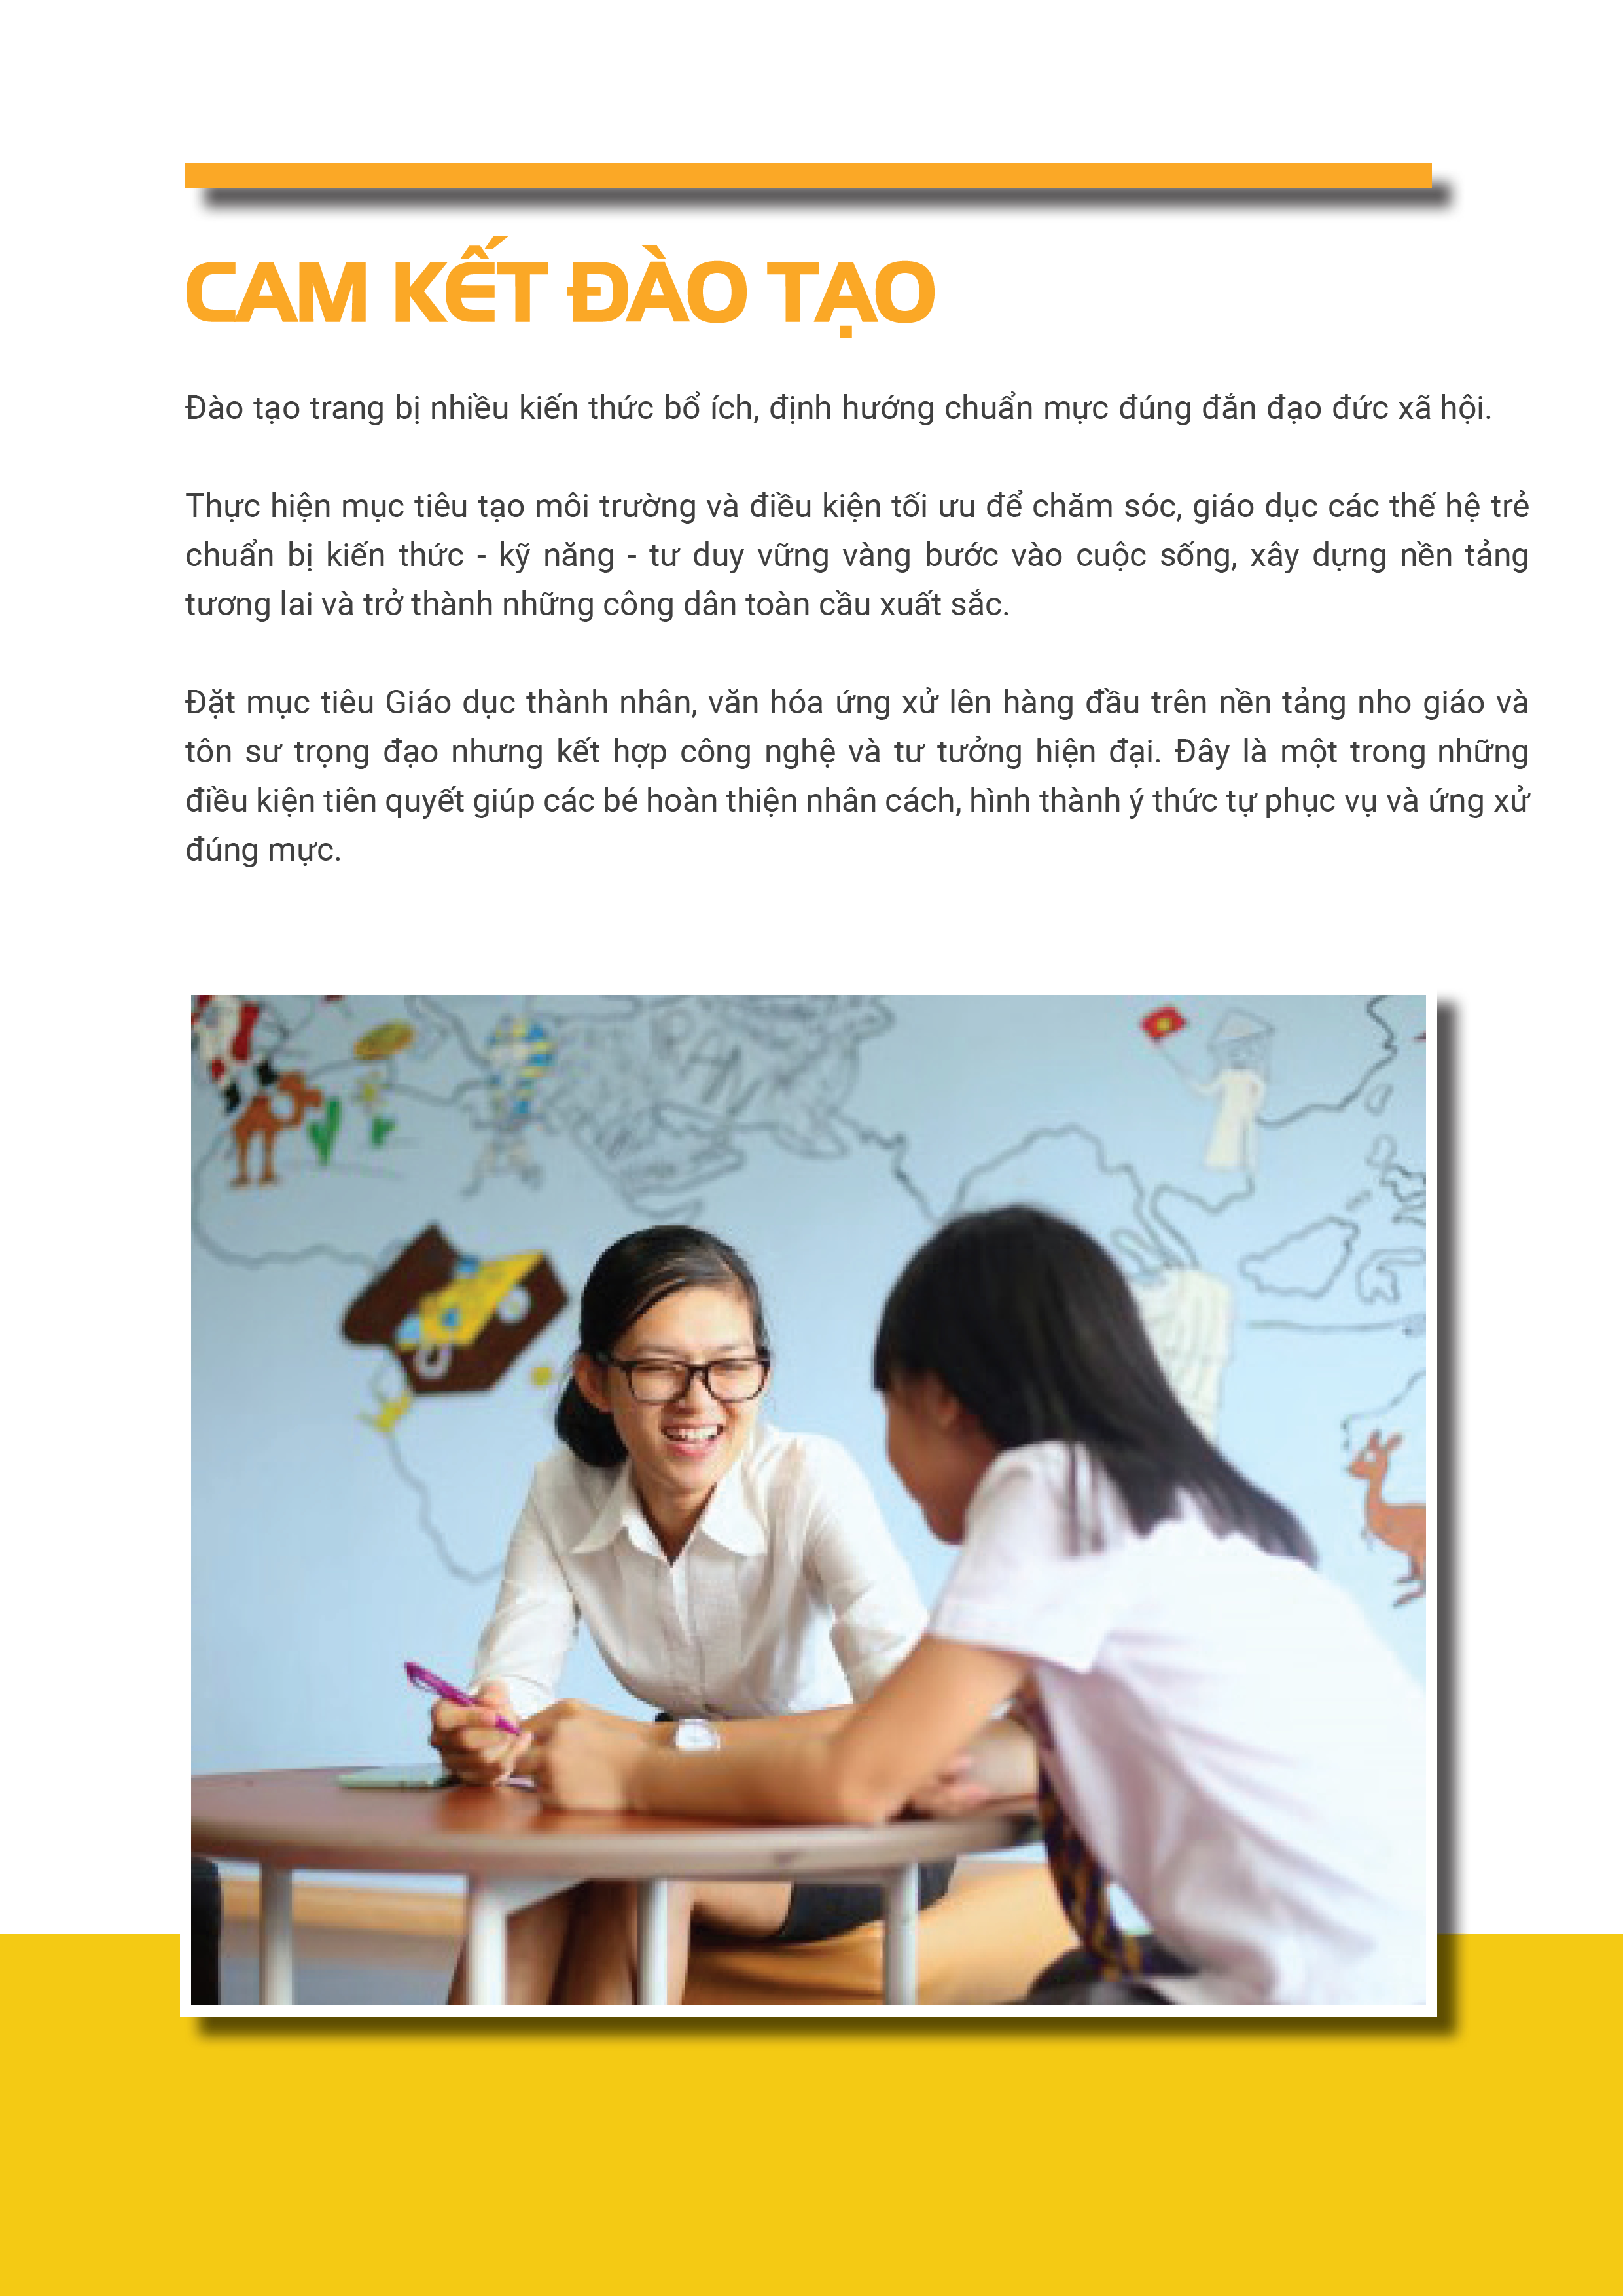 CAM KẾT ĐÀO TẠO
Đào tạo trang bị nhiều kiến thức bổ ích, định hướng chuẩn mực đúng đắn đạo đức xã hội.
Thực hiện mục tiêu tạo môi trường và điều kiện tối ưu để chăm sóc, giáo dục các thế hệ trẻ
chuẩn bị kiến thức - kỹ năng - tư duy vững vàng bước vào cuộc sống, xây dựng nền tảng
tương lai và trở thành những công dân toàn cầu xuất sắc.
Đặt mục tiêu Giáo dục thành nhân, văn hóa ứng xử lên hàng đầu trên nền tảng nho giáo và
tôn sư trọng đạo nhưng kết hợp công nghệ và tư tưởng hiện đại. Đây là một trong những
điều kiện tiên quyết giúp các bé hoàn thiện nhân cách, hình thành ý thức tự phục vụ và ứng xử
đúng mực.